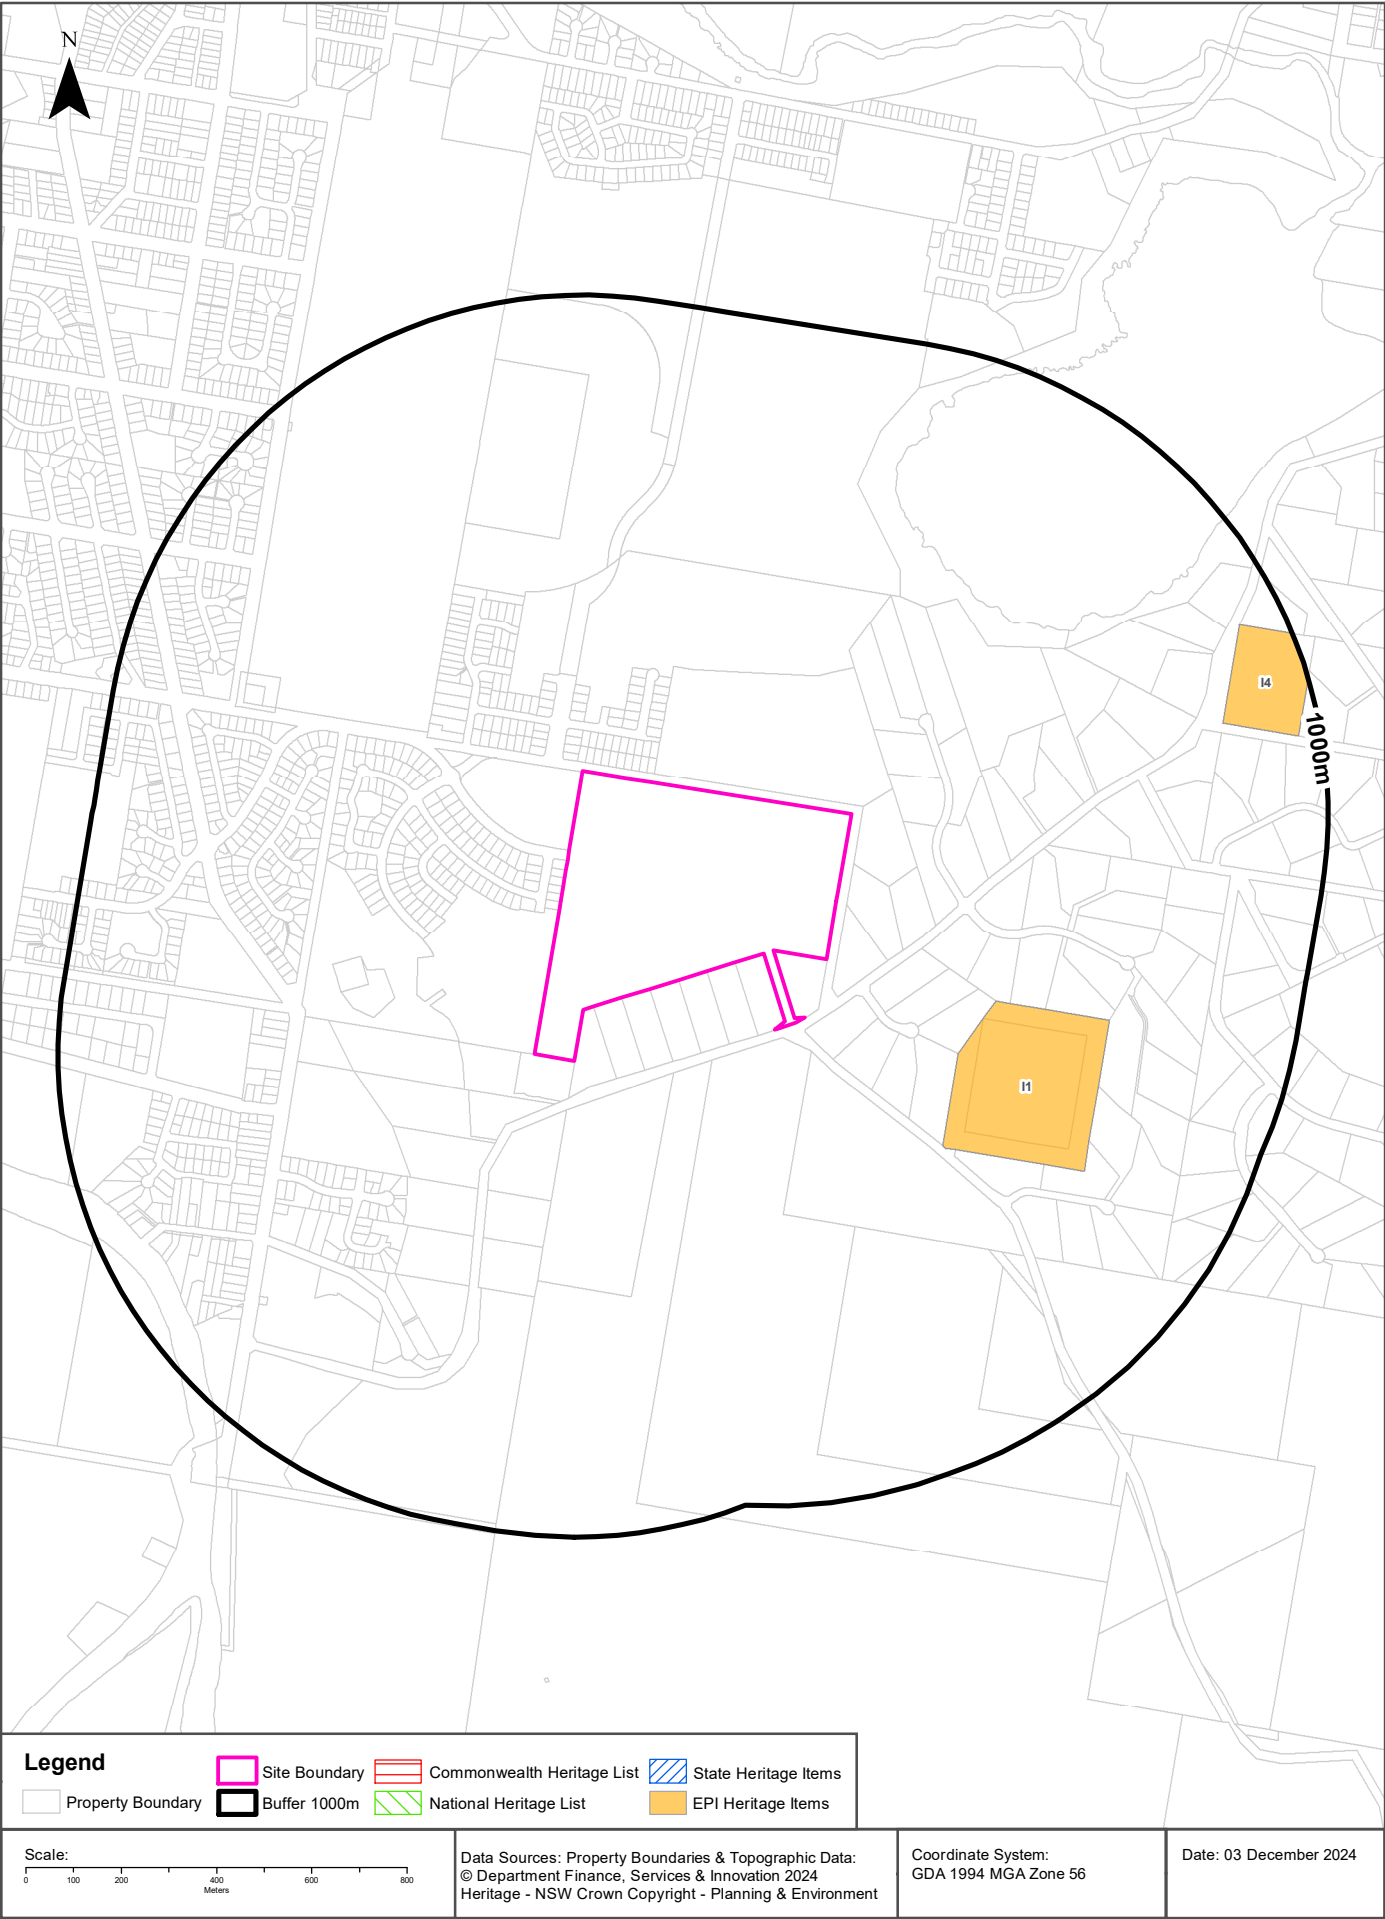 N
I4
1000m
I1
Legend
Property Boundary
Site Boundary
Buffer 1000m
Commonwealth Heritage List
National Heritage List
State Heritage Items
EPI Heritage Items
Scale:
0 100 200 400 600 800
Meters
Data Sources: Property Boundaries & Topographic Data:
© Department Finance, Services & Innovation 2024
Heritage - NSW Crown Copyright - Planning & Environment
Coordinate System:
GDA 1994 MGA Zone 56
Date: 03 December 2024